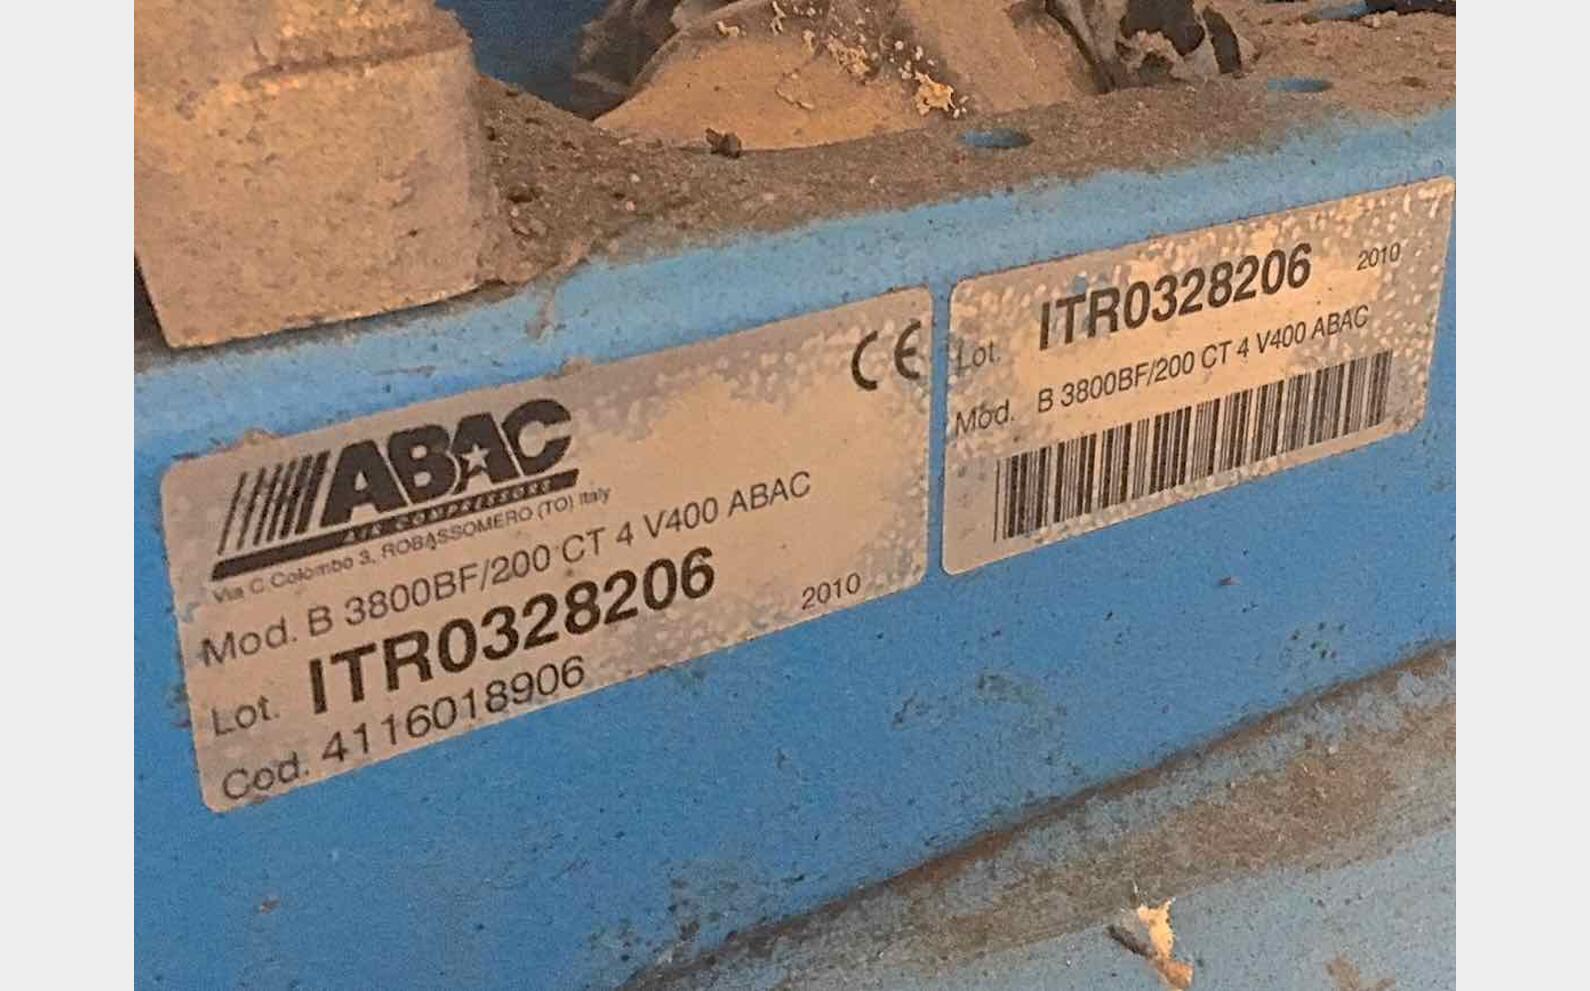 ABAC
AIR COMPRESSORS
Via C.Colombo 3, ROBASSOMERO (TO) Italy
CE
Mod. B 3800BF/200 CT 4 V400 ABAC
Lot. ITR0328206
2010
Cod. 4116018906
Lot. ITR0328206 2010
Mod. B 3800BF/200 CT 4 V400 ABAC